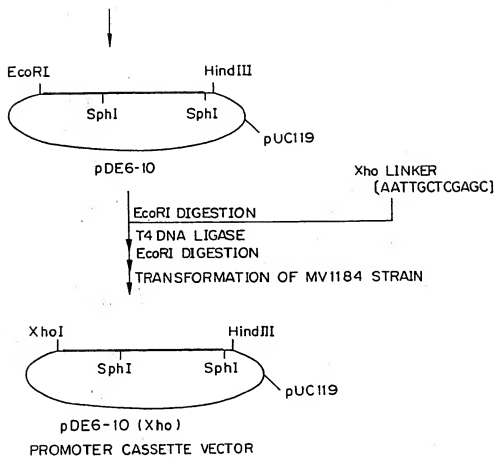 EcoRI
HindIII
SphI
SphI
pUC119
pDE6-10
Xho LINKER
[AATTGCTCGAGC]
EcoRI DIGESTION
T4 DNA LIGASE
EcoRI DIGESTION
TRANSFORMATION OF MV1184 STRAIN
XhoI
HindIII
SphI
SphI
pUC119
pDE6-10 (Xho)
PROMOTER CASSETTE VECTOR